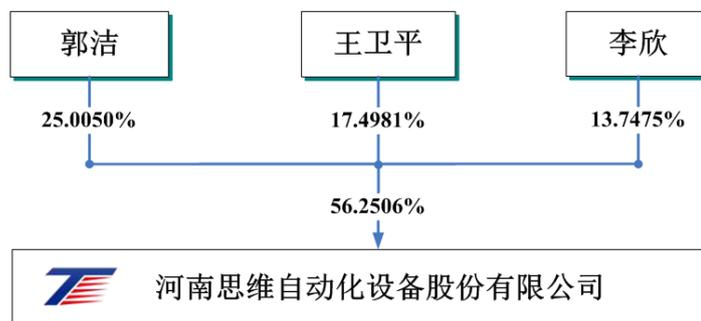 郭洁
王卫平
李欣
25.0050%
17.4981%
13.7475%
56.2506%
河南思维自动化设备股份有限公司